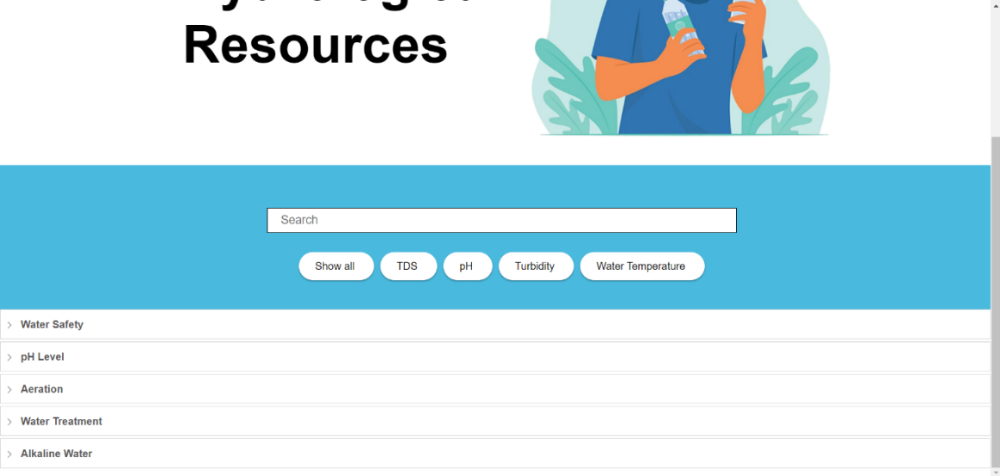 Resources
Search
Show all
TDS
pH
Turbidity
Water Temperature
Water Safety
pH Level
Aeration
Water Treatment
Alkaline Water